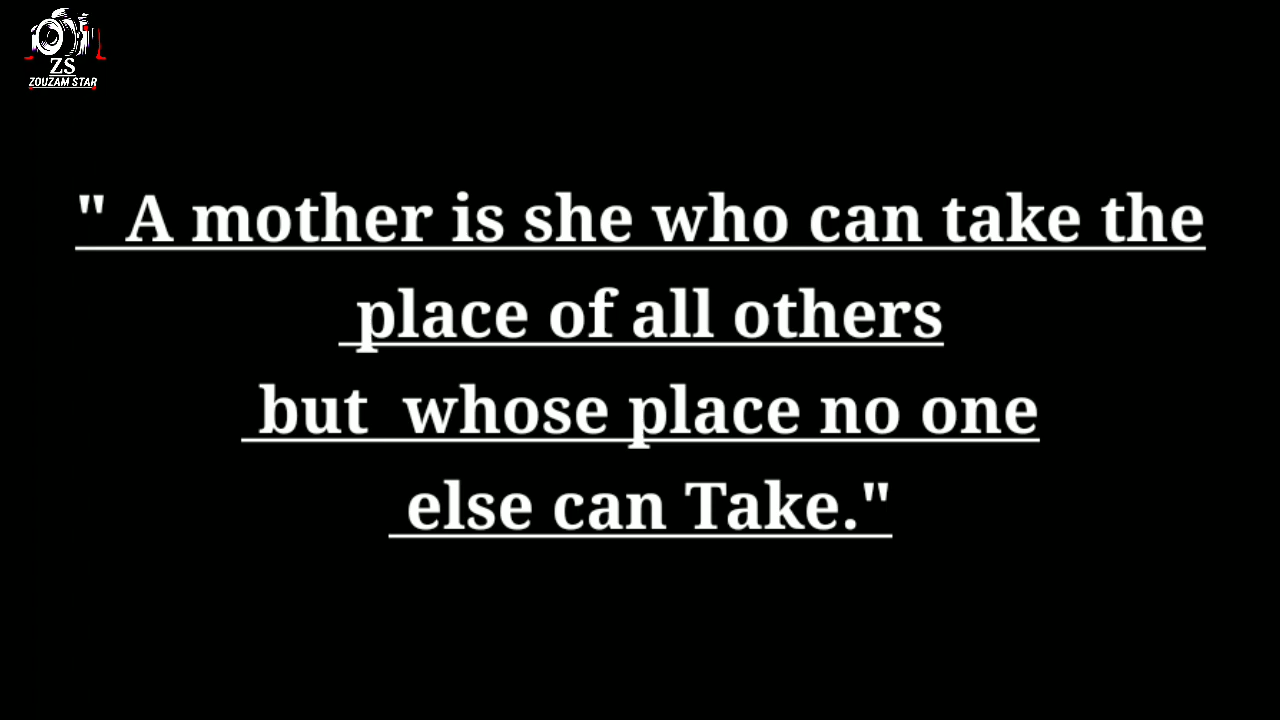 ZS
ZOUZAM STAR
" A mother is she who can take the
place of all others
but  whose place no one
else can Take."